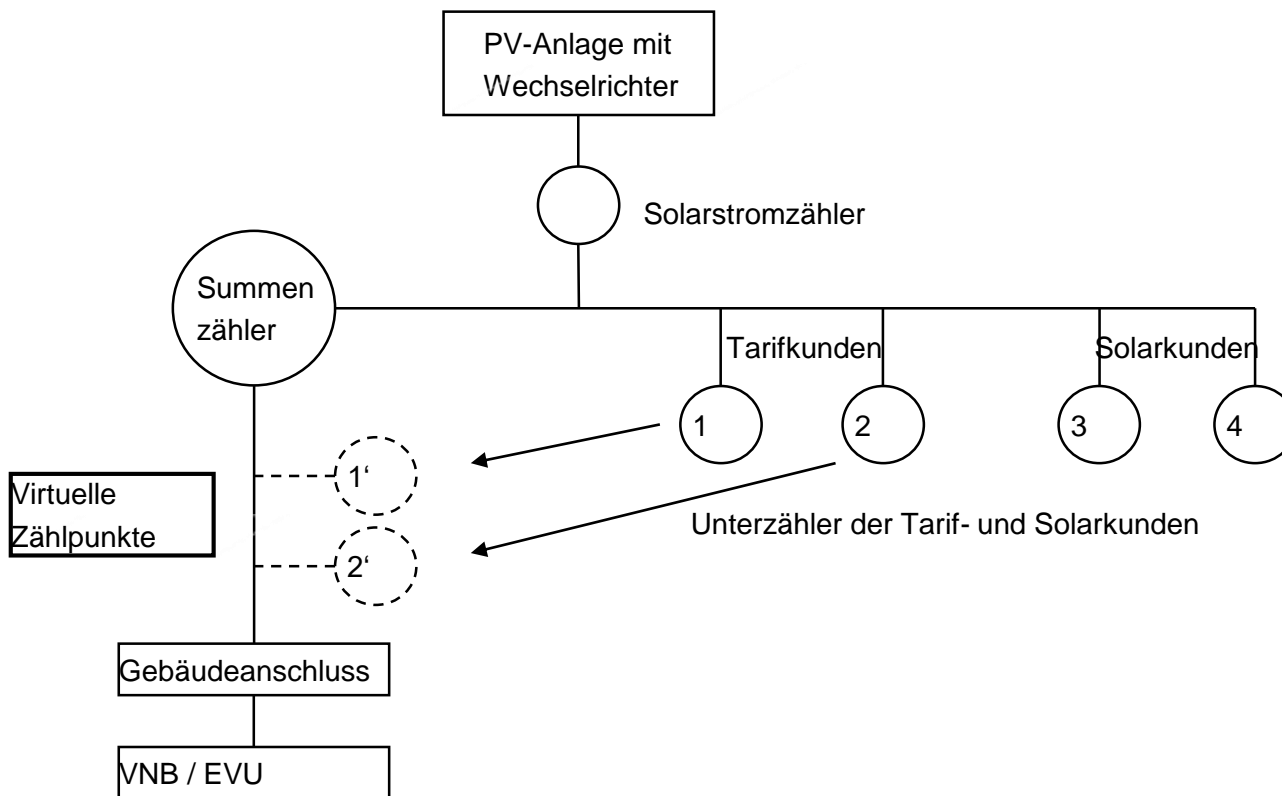 PV-Anlage mit
Wechselrichter
Solarstromzähler
Summen
zähler
Tarifkunden
Solarkunden
1
2
3
4
1‘
Virtuelle
Zählpunkte
2‘
Unterzähler der Tarif- und Solarkunden
Gebäudeanschluss
VNB / EVU